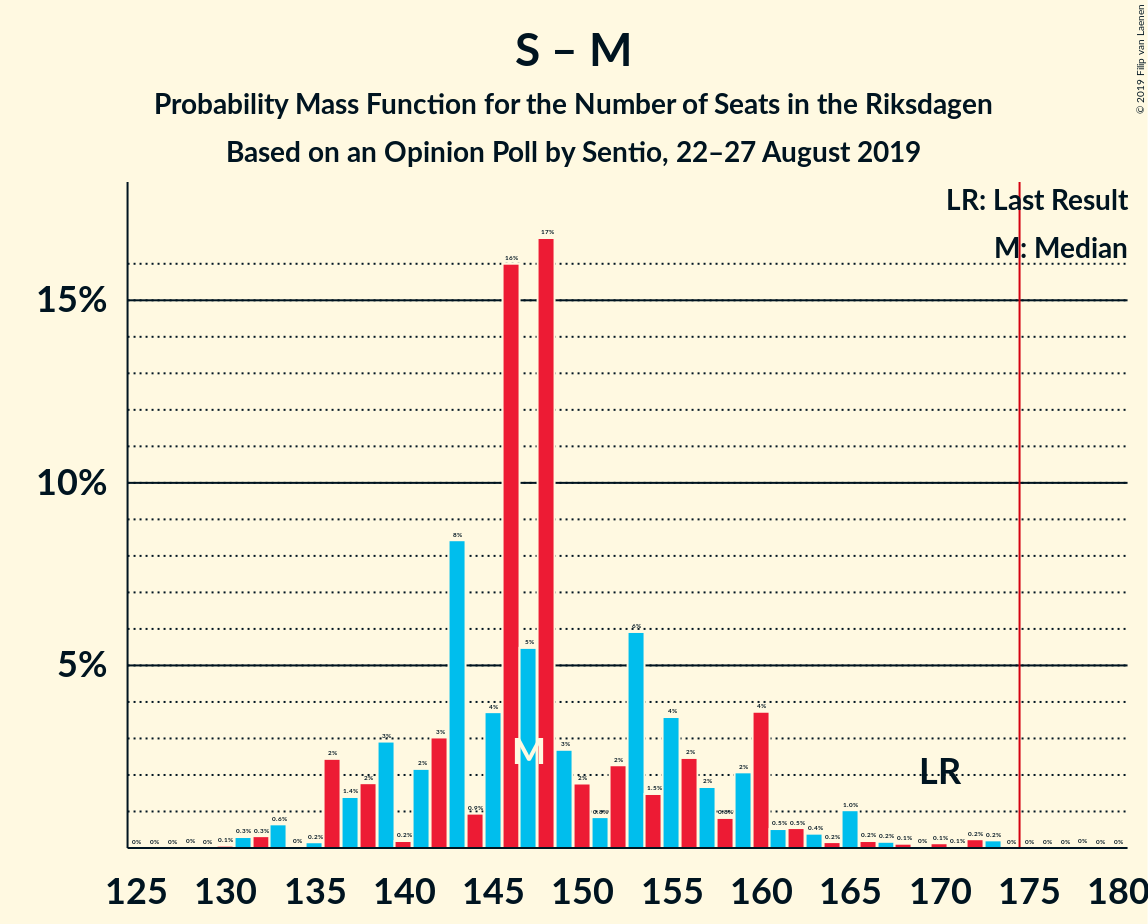 S – M
Probability Mass Function for the Number of Seats in the Riksdagen
Based on an Opinion Poll by Sentio, 22–27 August 2019
© 2019 Filip van Laenen
LR: Last Result
M: Median
15%
10%
5%
0% 0% 0% 0% 0% 0.1% 0.3% 0.3% 0.6% 0% 0.2% 2% 1.4% 2% 3% 0.2% 2% 3% 8% 0.9% 4% 16% 5% 17% 3% 2% 0.8% 2% 6% 1.5% 4% 2% 2% 0.8% 2% 4% 0.5% 0.5% 0.4% 0.2% 1.0% 0.2% 0.2% 0.1% 0% 0.1% 0.1% 0.2% 0.2% 0% 0% 0% 0% 0% 0% 0%
M
LR
125 130 135 140 145 150 155 160 165 170 175 180